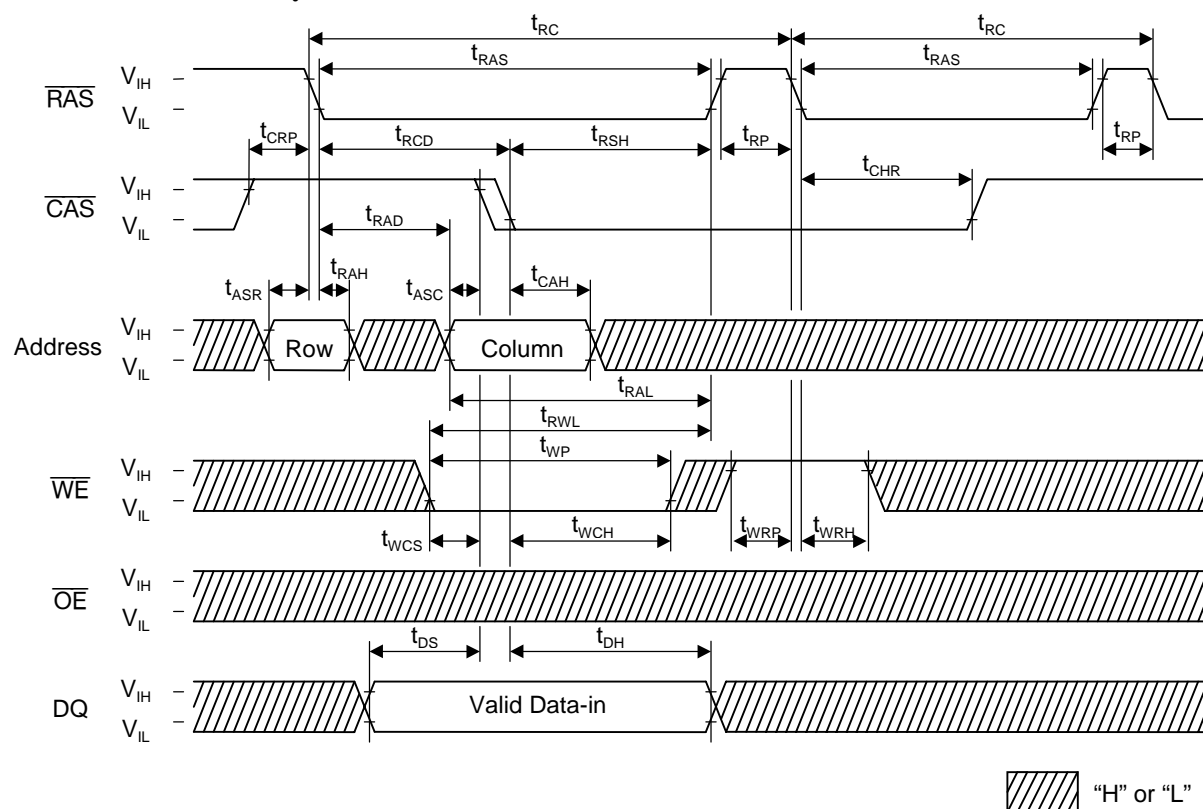 tRC tRC
tRAS tRAS
RAS VIH
VIL
tCRP tRCD tRSH tRP tRP
CAS VIH
VIL
tCHR
tRAD
tASR tRAH tASC tCAH
Address VIH
VIL
Row Column
tRAL
tRWL
tWP
WE VIH
VIL
tWCS tWCH tWRP tWRH
OE VIH
VIL
tDS tDH
DQ VIH
VIL
Valid Data-in
“H” or “L”